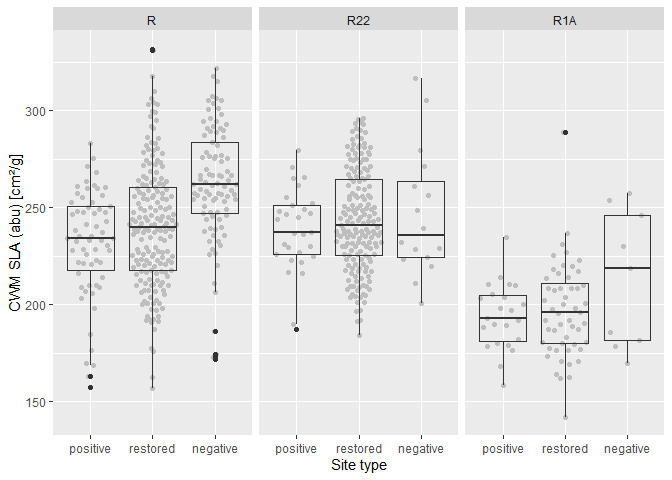 R R22 R1A
CWM SLA (abu) [cm²/g]
300
250
200
150
positive restored negative positive restored negative positive restored negative
Site type